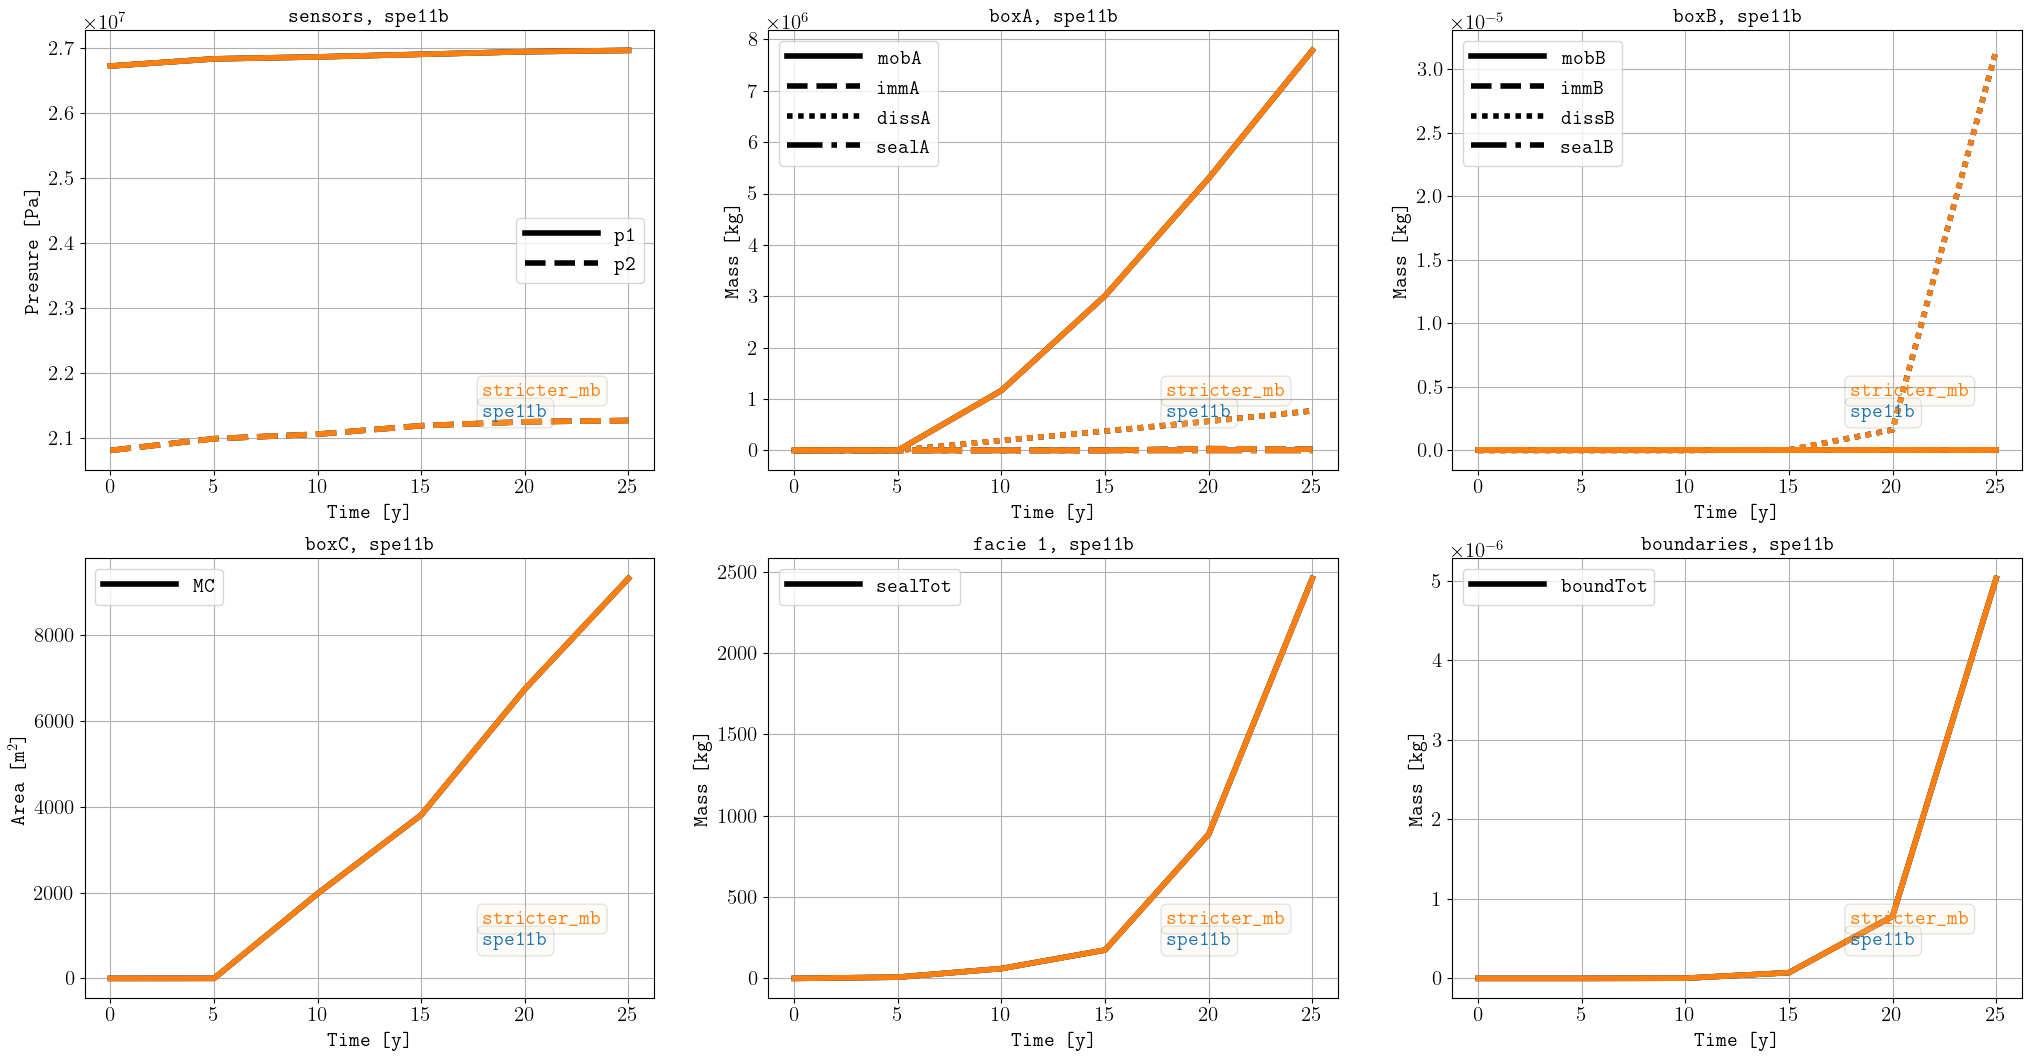 sensors, spe11b
×10⁷
2.7
2.6
2.5
2.4
2.3
2.2
2.1
Presure [Pa]
p1
p2
stricter_mb
spe11b
0 5 10 15 20 25
Time [y]
boxA, spe11b
×10⁶
8
7
6
5
4
3
2
1
0
Mass [kg]
mobA
immA
dissA
sealA
stricter_mb
spe11b
0 5 10 15 20 25
Time [y]
boxB, spe11b
×10⁻⁵
3.0
2.5
2.0
1.5
1.0
0.5
0.0
Mass [kg]
mobB
immB
dissB
sealB
stricter_mb
spe11b
0 5 10 15 20 25
Time [y]
boxC, spe11b
8000
6000
4000
2000
0
Area [m²]
MC
stricter_mb
spe11b
0 5 10 15 20 25
Time [y]
facie 1, spe11b
2500
2000
1500
1000
500
0
Mass [kg]
sealTot
stricter_mb
spe11b
0 5 10 15 20 25
Time [y]
boundaries, spe11b
×10⁻⁶
5
4
3
2
1
0
Mass [kg]
boundTot
stricter_mb
spe11b
0 5 10 15 20 25
Time [y]